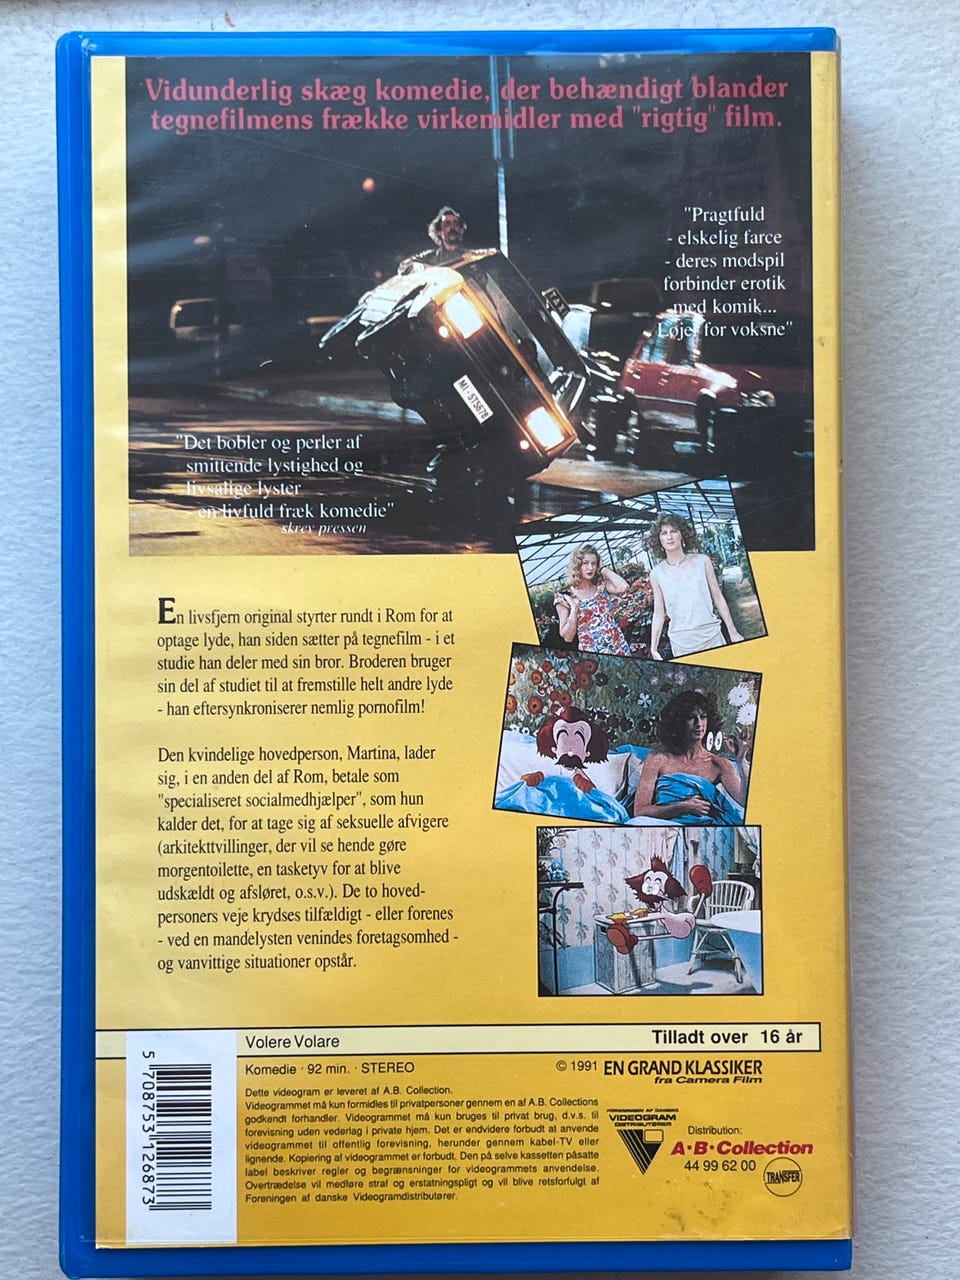 Vidunderlig skæg komedie, der behændigt blander
tegnefilmens frække virkemidler med "rigtig" film.
"Pragtfuld
- elskelig farce
- deres modspil
forbinder erotik
med komik...
Løjer for voksne"
TAXI
MI-ST5678
"Det bobler og perler af
smittende lystighed og
livsalige lyster
- en livfuld fræk komedie"
skrev pressen
En livsfjern original styrter rundt i Rom for at
optage lyde, han siden sætter på tegnefilm - i et
studie han deler med sin bror. Broderen bruger
sin del af studiet til at fremstille helt andre lyde
- han eftersynkroniserer nemlig pornofilm!
Den kvindelige hovedperson, Martina, lader
sig, i en anden del af Rom, betale som
"specialiseret socialmedhjælper", som hun
kalder det, for at tage sig af seksuelle afvigere
(arkitekttvillinger, der vil se hende gøre
morgentoilette, en tasketyv for at blive
udskældt og afsløret, o.s.v.). De to hoved-
personers veje krydses tilfældigt - eller forenes
- ved en mandelysten venindes foretagsomhed -
og vanvittige situationer opstår.
Volere Volare
Tilladt over 16 år
Komedie · 92 min. · STEREO
© 1991 EN GRAND KLASSIKER
fra Camera Film
Dette videogram er leveret af A.B. Collection.
Videogrammet må kun formidles til privatpersoner gennem en af A.B. Collections
godkendt forhandler. Videogrammet må kun bruges til privat brug, d.v.s. til
forevisning uden vederlag i private hjem. Det er endvidere forbudt at anvende
videogrammet til offentlig forevisning, herunder gennem kabel-TV eller
lignende. Kopiering af videogrammet er forbudt. Den på selve kassetten påsatte
label beskriver regler og begrænsninger for videogrammets anvendelse.
Overtrædelse vil medføre straf og erstatningspligt og vil blive retsforfulgt af
Foreningen af danske Videogramdistributører.
FORENINGEN AF DANSKE
VIDEOGRAM
DISTRIBUTØRER
Distribution:
A·B·Collection
44 99 62 00
TRANSFER
5 708753 126873